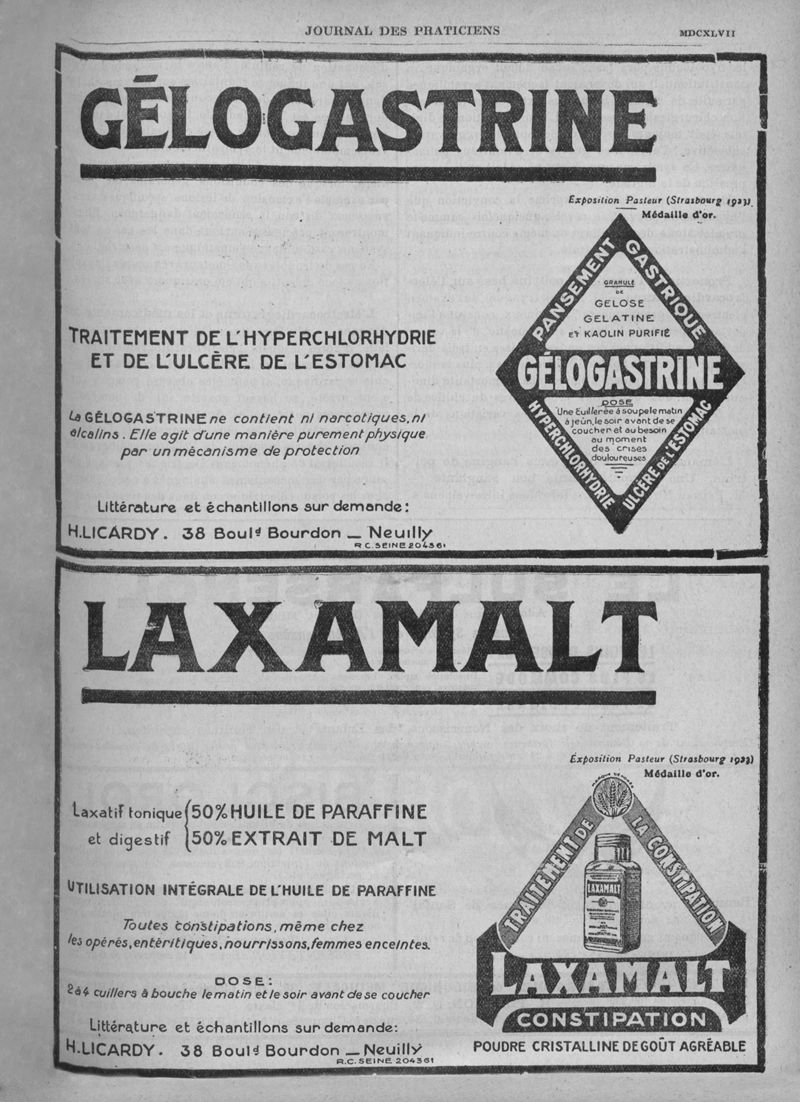 JOURNAL DES PRATICIENS
MDCXLVII
GÉLOGASTRINE
Exposition Pasteur (Strasbourg 1923)
Médaille d'or.
PANSEMENT GASTRIQUE
GRANULÉ
DE
GELOSE
GELATINE
ET KAOLIN PURIFIÉ
GÉLOGASTRINE
DOSE
Une Cuillerée à soupe le matin
à jeûn, le soir avant de se
coucher et au besoin
au moment
des crises
douloureuses
HYPERCHLORHYDRIE
ULCÈRE DE L'ESTOMAC
TRAITEMENT DE L'HYPERCHLORHYDRIE
ET DE L'ULCÈRE DE L'ESTOMAC
La GÉLOGASTRINE ne contient ni narcotiques, ni
alcalins. Elle agit d'une manière purement physique
par un mécanisme de protection
Littérature et échantillons sur demande:
H. LICARDY. 38 Boulᵈ Bourdon _ Neuilly
R.C. SEINE 204361
LAXAMALT
Exposition Pasteur (Strasbourg 1923)
Médaille d'or.
Laxatif tonique { 50% HUILE DE PARAFFINE
et digestif { 50% EXTRAIT DE MALT
UTILISATION INTÉGRALE DE L'HUILE DE PARAFFINE
Toutes constipations, même chez
les opérés, entéritiques, nourrissons, femmes enceintes.
DOSE:
2 à 4 cuillers à bouche le matin et le soir avant de se coucher
Littérature et échantillons sur demande:
H. LICARDY. 38 Boulᵈ Bourdon _ Neuilly
R.C. SEINE 204361
TRAITEMENT DE LA CONSTIPATION
LAXAMALT
LAXAMALT
CONSTIPATION
POUDRE CRISTALLINE DE GOÛT AGRÉABLE